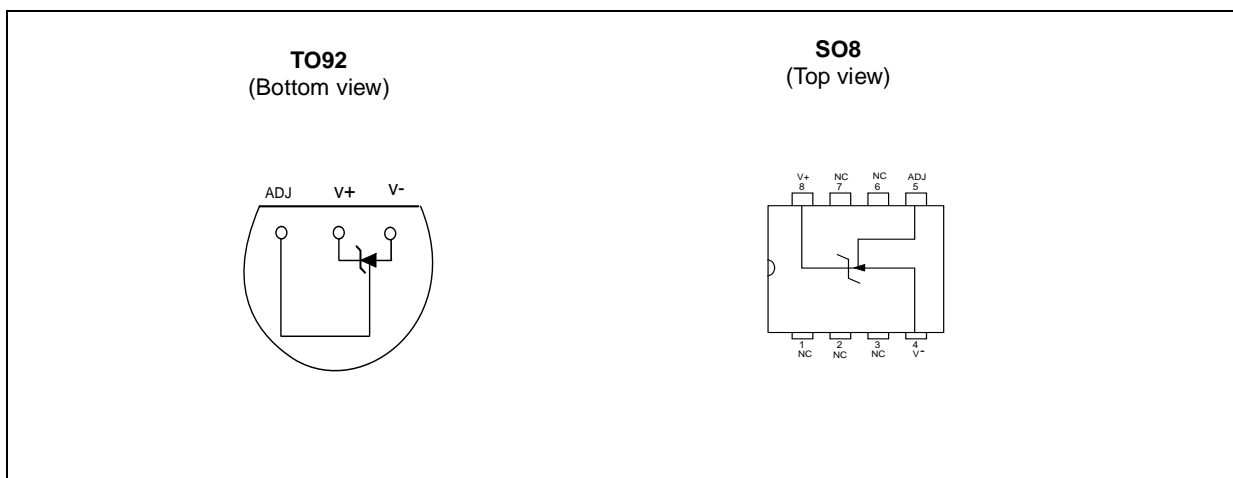 TO92
(Bottom view)
ADJ V+ V-
SO8
(Top view)
V+ NC NC ADJ
8 7 6 5
1 2 3 4
NC NC NC V-